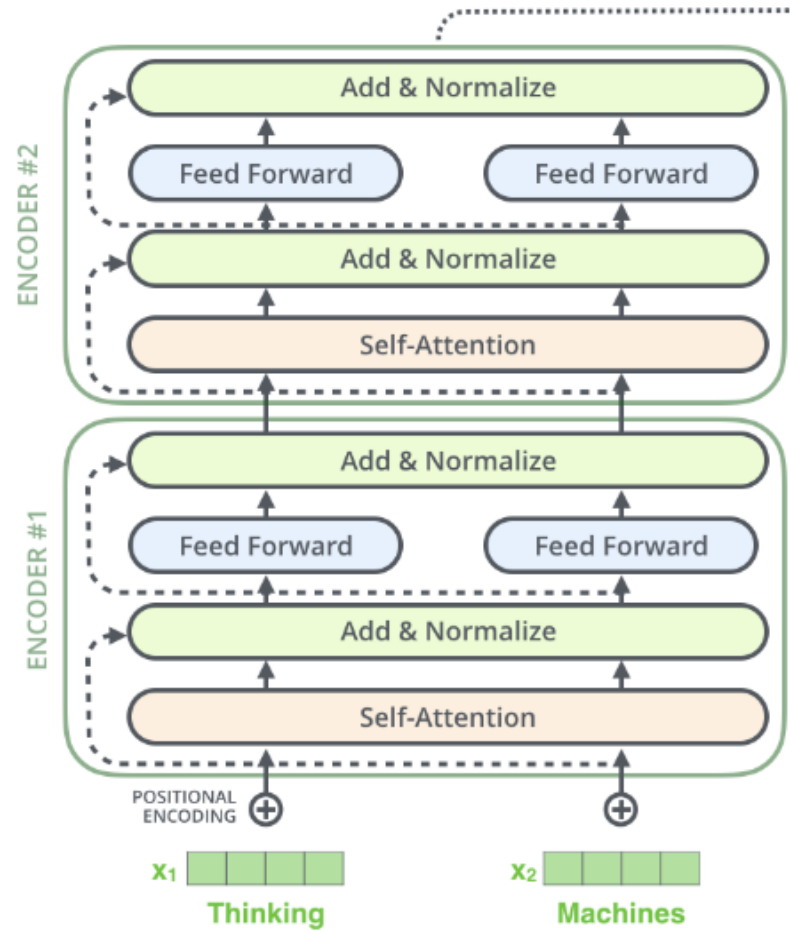 ENCODER #2
Add & Normalize
Feed Forward Feed Forward
Add & Normalize
Self-Attention
ENCODER #1
Add & Normalize
Feed Forward Feed Forward
Add & Normalize
Self-Attention
POSITIONAL
ENCODING
x₁ x₂
Thinking Machines